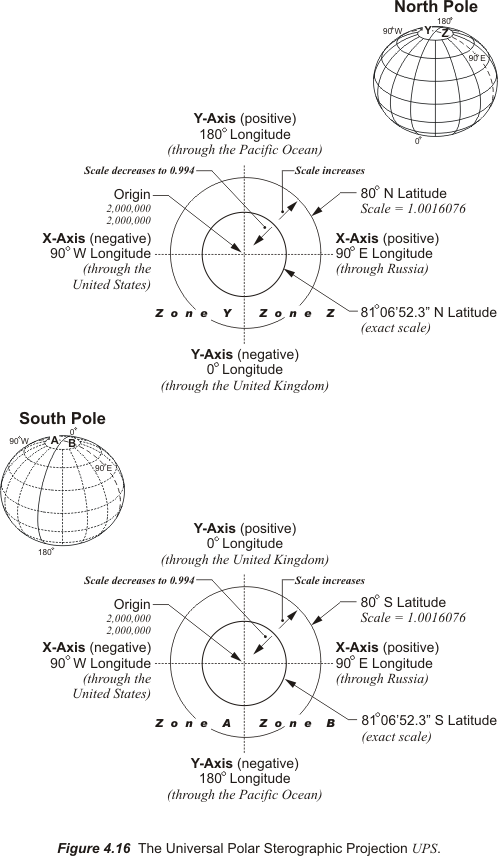 North Pole
180°
90°W
Y
Z
90°E
0°
Y-Axis (positive)
180° Longitude
(through the Pacific Ocean)
Scale decreases to 0.994
Scale increases
Origin
2,000,000
2,000,000
80° N Latitude
Scale = 1.0016076
X-Axis (negative)
90° W Longitude
(through the
United States)
X-Axis (positive)
90° E Longitude
(through Russia)
Zone Y Zone Z
81°06'52.3” N Latitude
(exact scale)
Y-Axis (negative)
0° Longitude
(through the United Kingdom)
South Pole
0°
90°W
A
B
90°E
180°
Y-Axis (positive)
0° Longitude
(through the United Kingdom)
Scale decreases to 0.994
Scale increases
Origin
2,000,000
2,000,000
80° S Latitude
Scale = 1.0016076
X-Axis (negative)
90° W Longitude
(through the
United States)
X-Axis (positive)
90° E Longitude
(through Russia)
Zone A Zone B
81°06'52.3” S Latitude
(exact scale)
Y-Axis (negative)
180° Longitude
(through the Pacific Ocean)
Figure 4.16 The Universal Polar Sterographic Projection UPS.